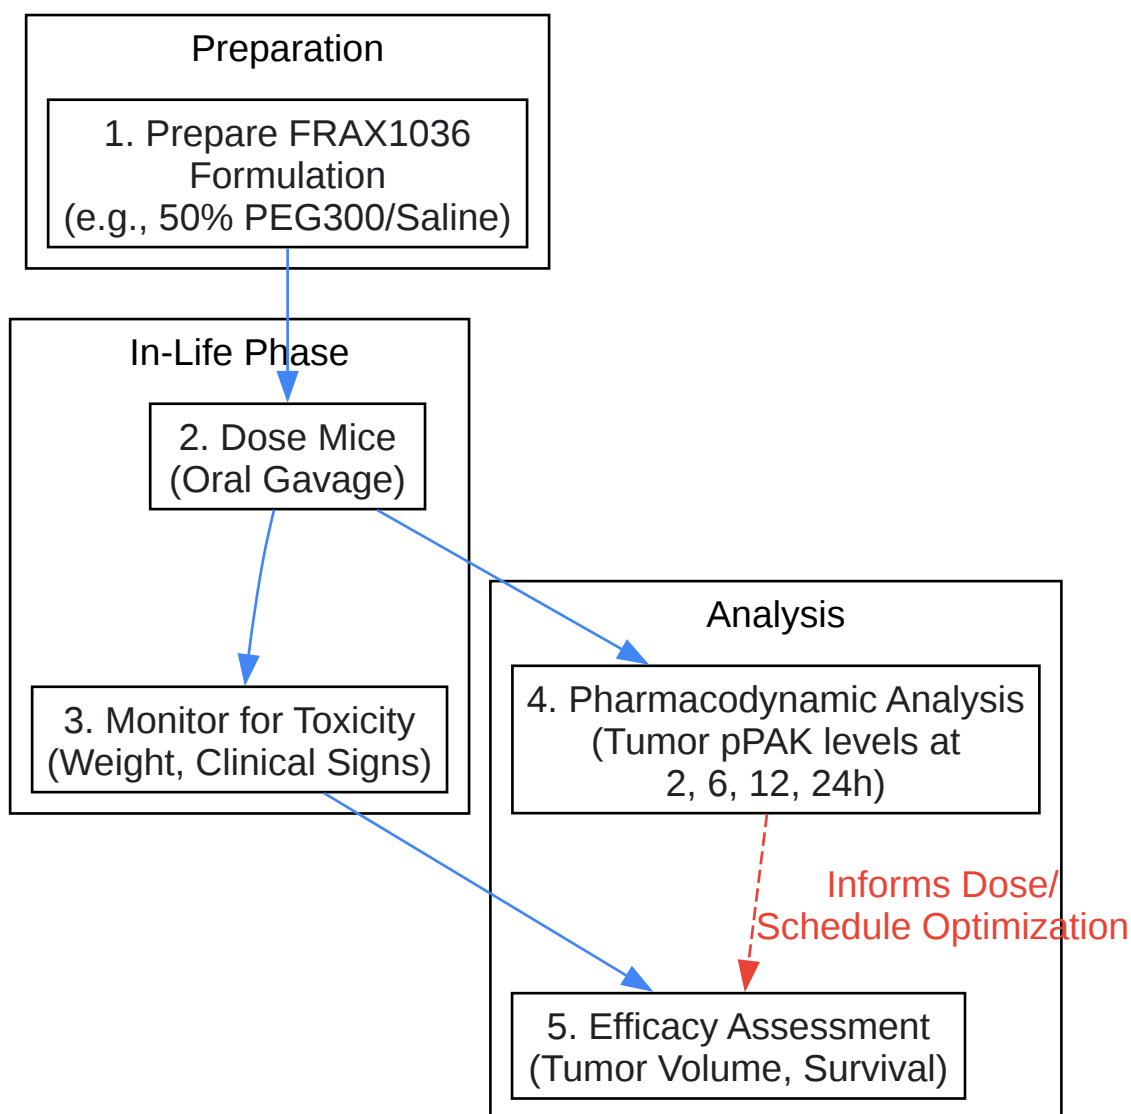 Preparation
1. Prepare FRAX1036
Formulation
(e.g., 50% PEG300/Saline)
In-Life Phase
2. Dose Mice
(Oral Gavage)
3. Monitor for Toxicity
(Weight, Clinical Signs)
Analysis
4. Pharmacodynamic Analysis
(Tumor pPAK levels at
2, 6, 12, 24h)
Informs Dose/
Schedule Optimization
5. Efficacy Assessment
(Tumor Volume, Survival)